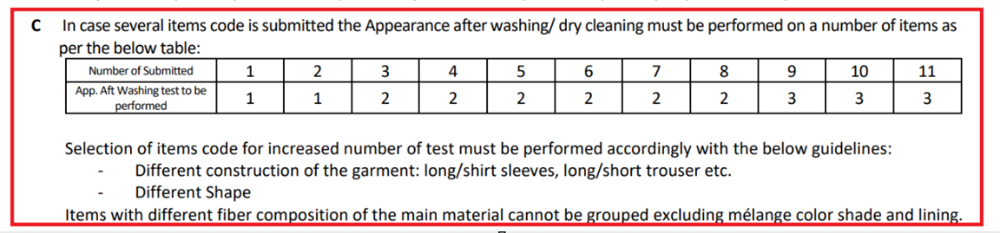 C In case several items code is submitted the Appearance after washing/ dry cleaning must be performed on a number of items as
per the below table:
Number of Submitted 1 2 3 4 5 6 7 8 9 10 11
App. Aft Washing test to be
performed 1 1 2 2 2 2 2 2 3 3 3
Selection of items code for increased number of test must be performed accordingly with the below guidelines:
- Different construction of the garment: long/shirt sleeves, long/short trouser etc.
- Different Shape
Items with different fiber composition of the main material cannot be grouped excluding mélange color shade and lining.